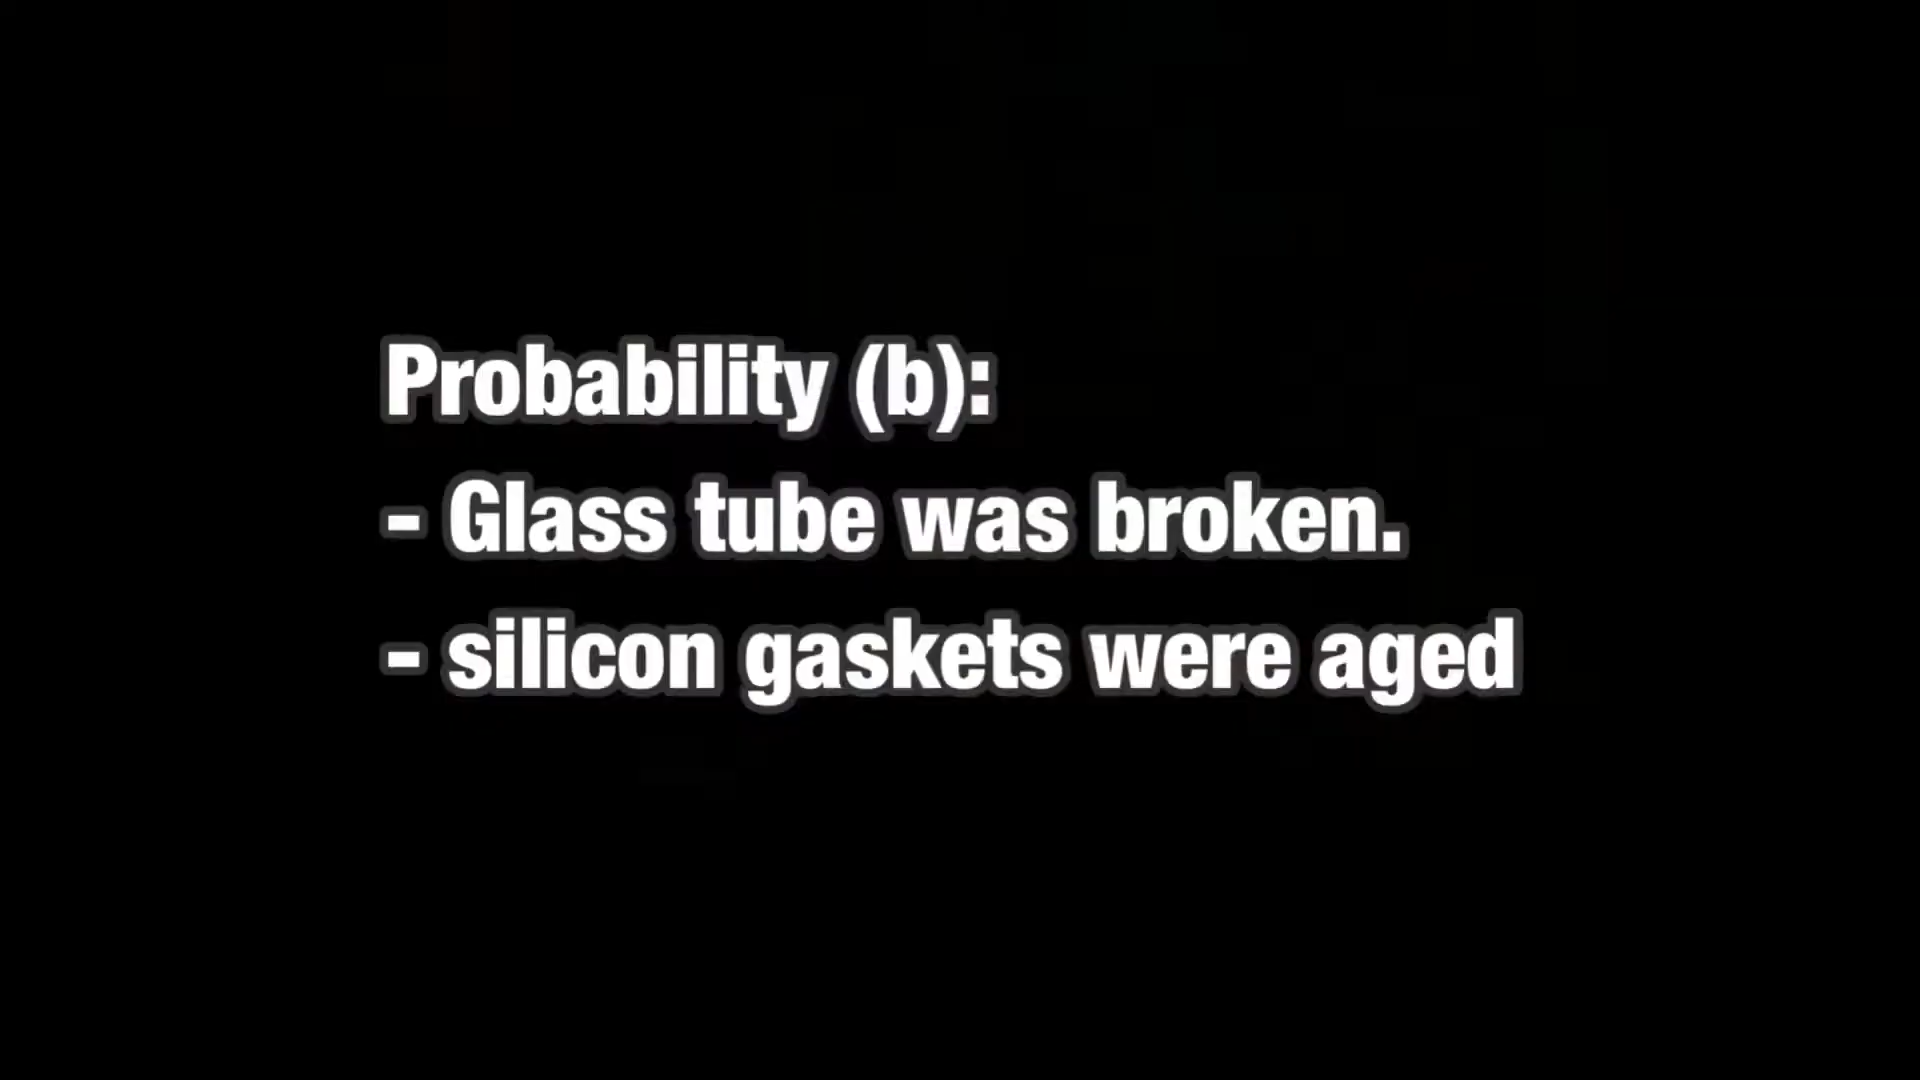 Probability (b):
- Glass tube was broken.
- silicon gaskets were aged